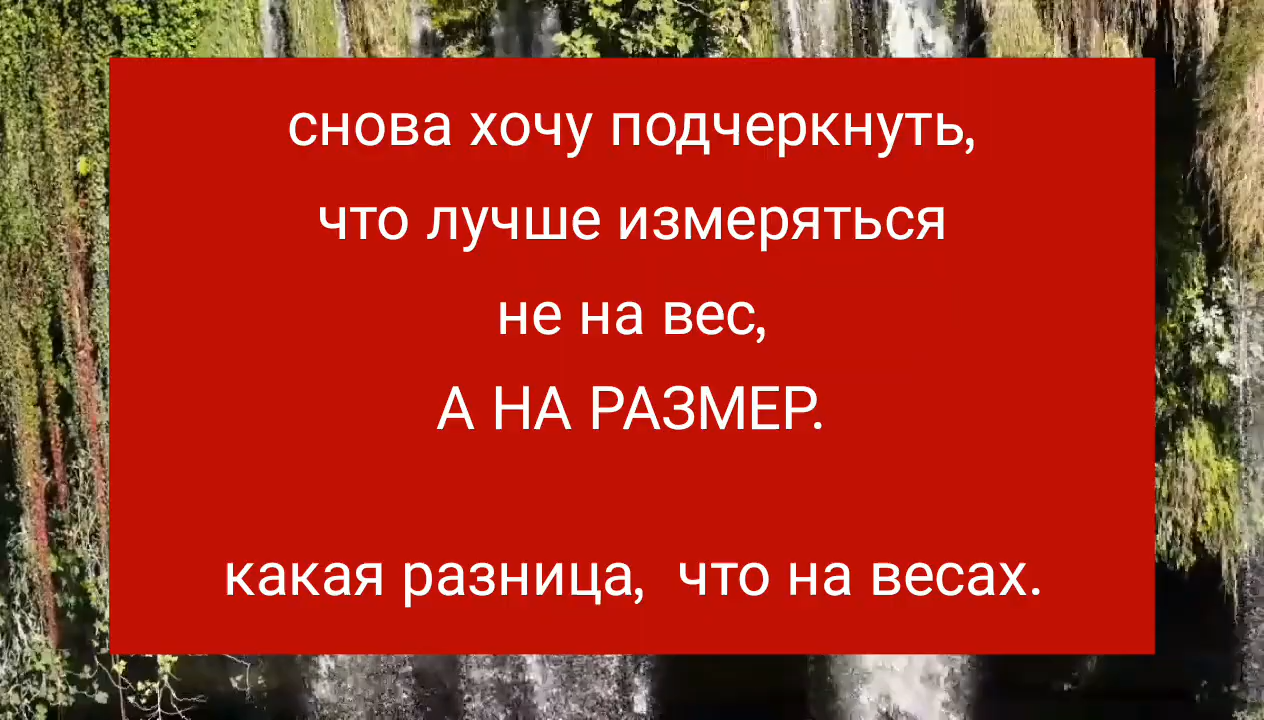 снова хочу подчеркнуть,
что лучше измеряться
не на вес,
А НА РАЗМЕР.
какая разница,  что на весах.